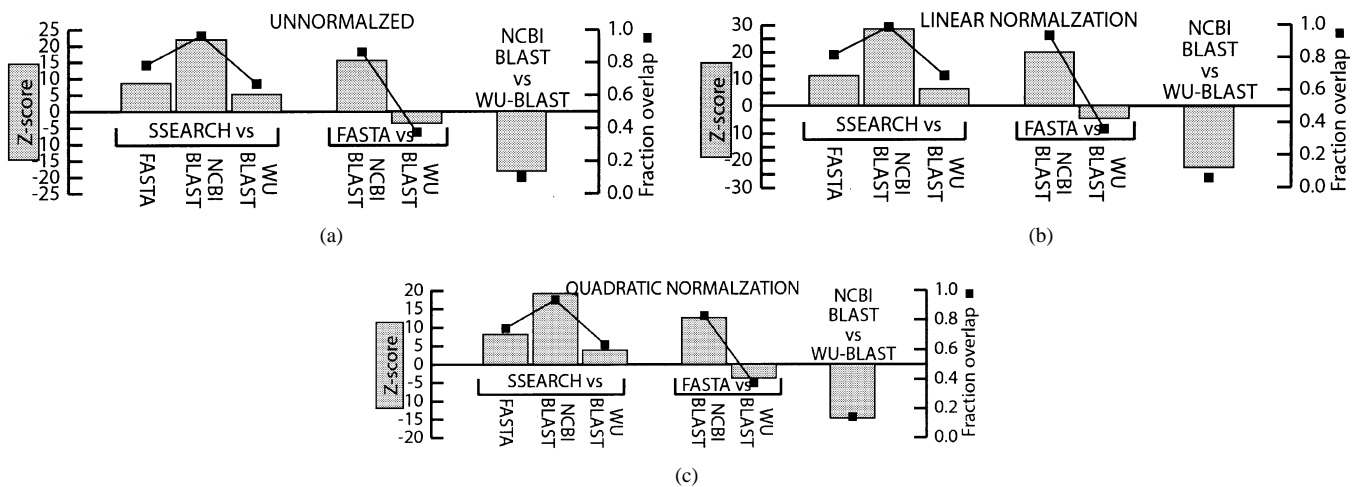 UNNORMALZED
Z-score
25
20
15
10
5
0
-5
-10
-15
-20
-25
SSEARCH vs
FASTA
NCBI
BLAST
WU
BLAST
FASTA vs
NCBI
BLAST
WU
BLAST
NCBI
BLAST
vs
WU-BLAST
1.0
0.8
0.6
0.4
0.2
0.0
Fraction overlap
(a)
LINEAR NORMALZATION
Z-score
30
20
10
0
-10
-20
-30
SSEARCH vs
FASTA
NCBI
BLAST
WU
BLAST
FASTA vs
NCBI
BLAST
WU
BLAST
NCBI
BLAST
vs
WU-BLAST
1.0
0.8
0.6
0.4
0.2
0.0
Fraction overlap
(b)
QUADRATIC NORMALZATION
Z-score
20
15
10
5
0
-5
-10
-15
-20
SSEARCH vs
FASTA
NCBI
BLAST
WU
BLAST
FASTA vs
NCBI
BLAST
WU
BLAST
NCBI
BLAST
vs
WU-BLAST
1.0
0.8
0.6
0.4
0.2
0.0
Fraction overlap
(c)